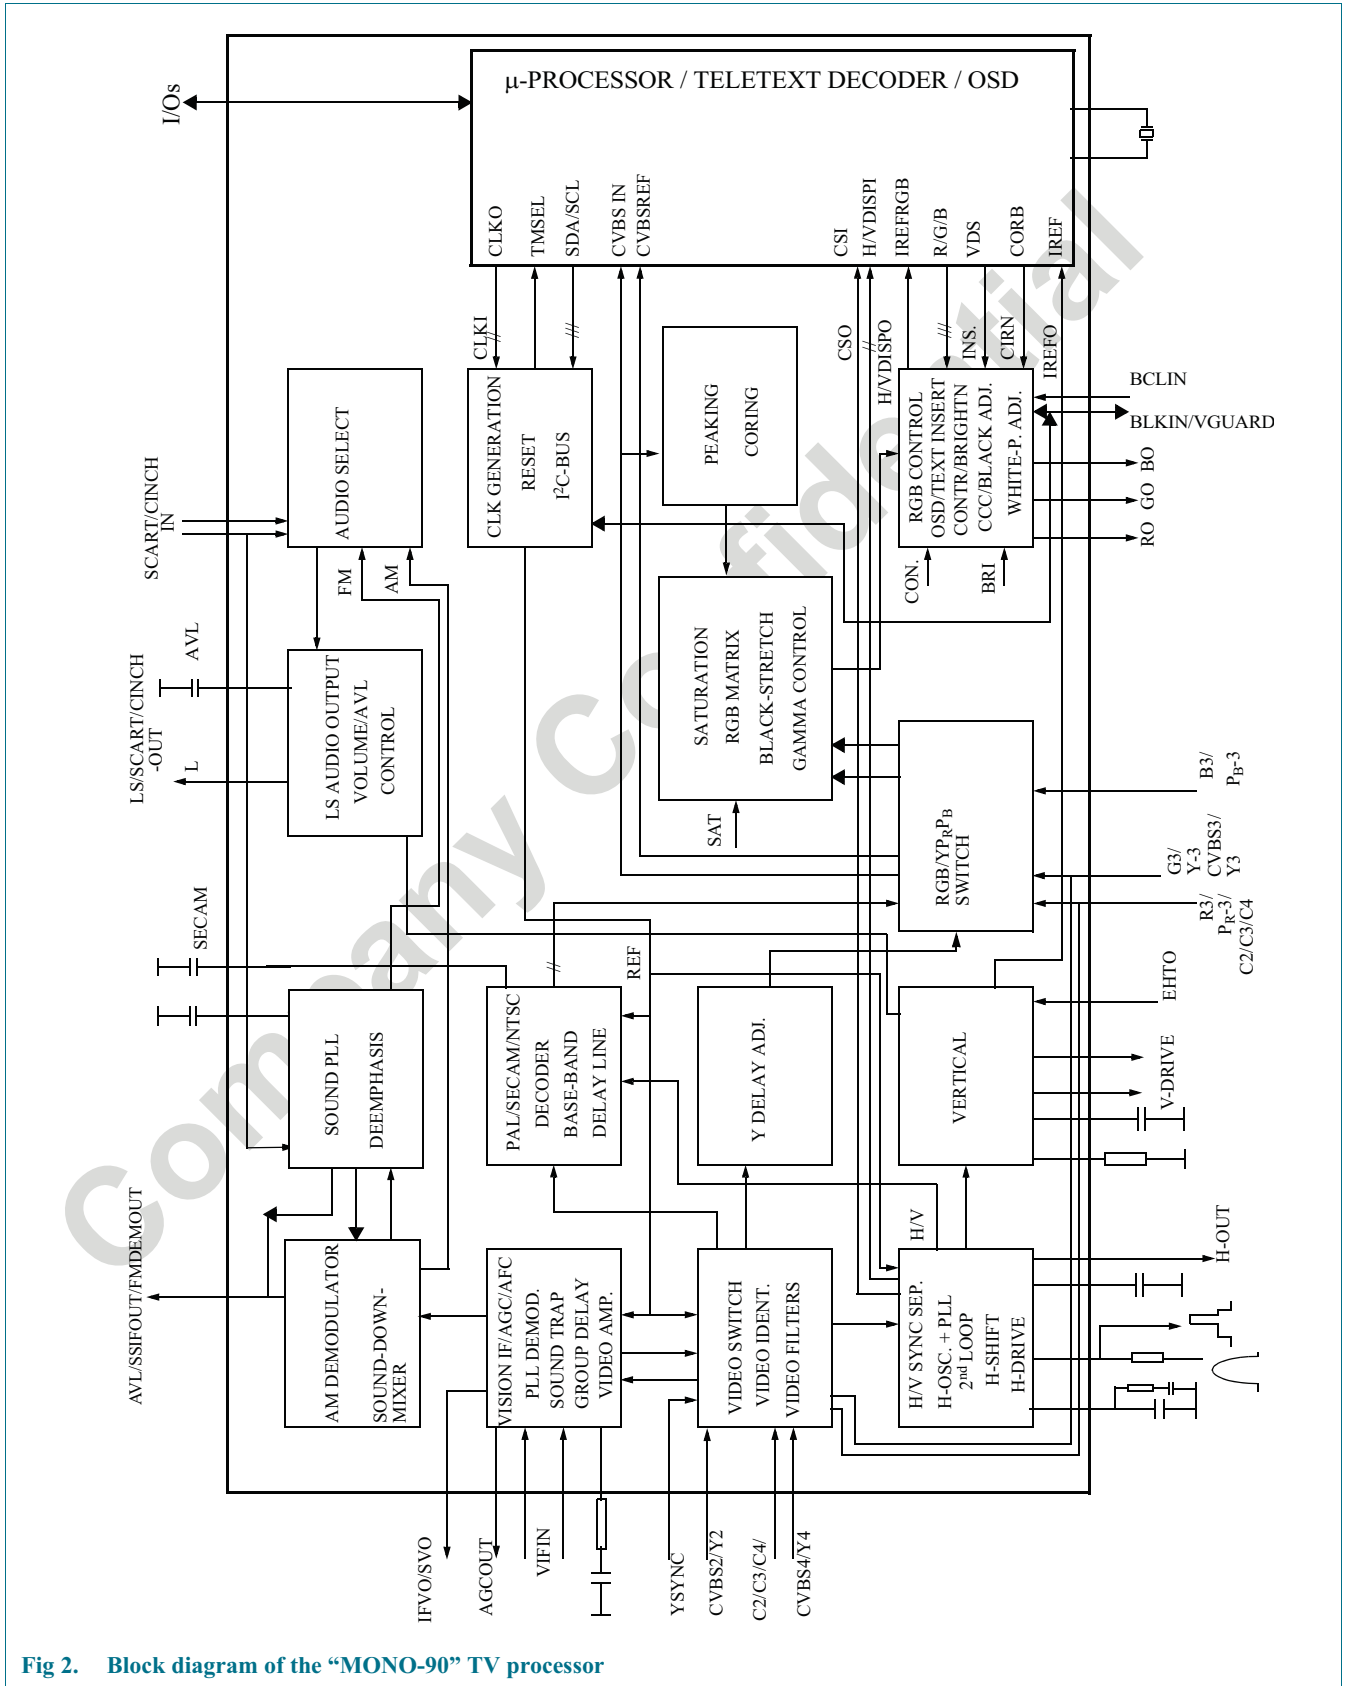 µ-PROCESSOR / TELETEXT DECODER / OSD
I/Os
CLKO
TMSEL
SDA/SCL
CVBS IN
CVBSREF
CSI
H/VDISPI
IREFRGB
R/G/B
VDS
CORB
IREF
CLKI
CSO
H/VDISPO
INS.
CIRN
IREFO
AUDIO SELECT
CLK GENERATION
RESET
I²C-BUS
PEAKING
CORING
RGB CONTROL
OSD/TEXT INSERT
CONTR/BRIGHTN
CCC/BLACK ADJ.
WHITE-P. ADJ.
BCLIN
BLKIN/VGUARD
BO
GO
RO
SCART/CINCH
IN
FM
AM
CON.
BRI
LS AUDIO OUTPUT
VOLUME/AVL
CONTROL
AVL
LS/SCART/CINCH
-OUT
L
SATURATION
RGB MATRIX
BLACK-STRETCH
GAMMA CONTROL
SAT
RGB/YPRPB
SWITCH
B3/
PB-3
G3/
Y-3
CVBS3/
Y3
R3/
PR-3/
C2/C3/C4
SECAM
SOUND PLL
DEEMPHASIS
PAL/SECAM/NTSC
DECODER
BASE-BAND
DELAY LINE
REF
Y DELAY ADJ.
VERTICAL
EHTO
V-DRIVE
AVL/SSIFOUT/FMDEMOUT
AM DEMODULATOR
SOUND-DOWN-
MIXER
VISION IF/AGC/AFC
PLL DEMOD.
SOUND TRAP
GROUP DELAY
VIDEO AMP.
VIDEO SWITCH
VIDEO IDENT.
VIDEO FILTERS
H/V
H/V SYNC SEP.
H-OSC. + PLL
2nd LOOP
H-SHIFT
H-DRIVE
H-OUT
IFVO/SVO
AGCOUT
VIFIN
YSYNC
CVBS2/Y2
C2/C3/C4/
CVBS4/Y4
Company Confidential
Fig 2. Block diagram of the “MONO-90” TV processor